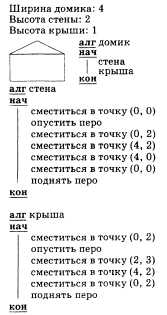 Ширина домика: 4
Высота стены: 2
Высота крыши: 1
алг домик
нач
стена
крыша
кон
алг стена
нач
сместиться в точку (0, 0)
опустить перо
сместиться в точку (0, 2)
сместиться в точку (4, 2)
сместиться в точку (4, 0)
сместиться в точку (0, 0)
поднять перо
кон
алг крыша
нач
сместиться в точку (0, 2)
опустить перо
сместиться в точку (2, 3)
сместиться в точку (4, 2)
сместиться в точку (0, 2)
поднять перо
кон